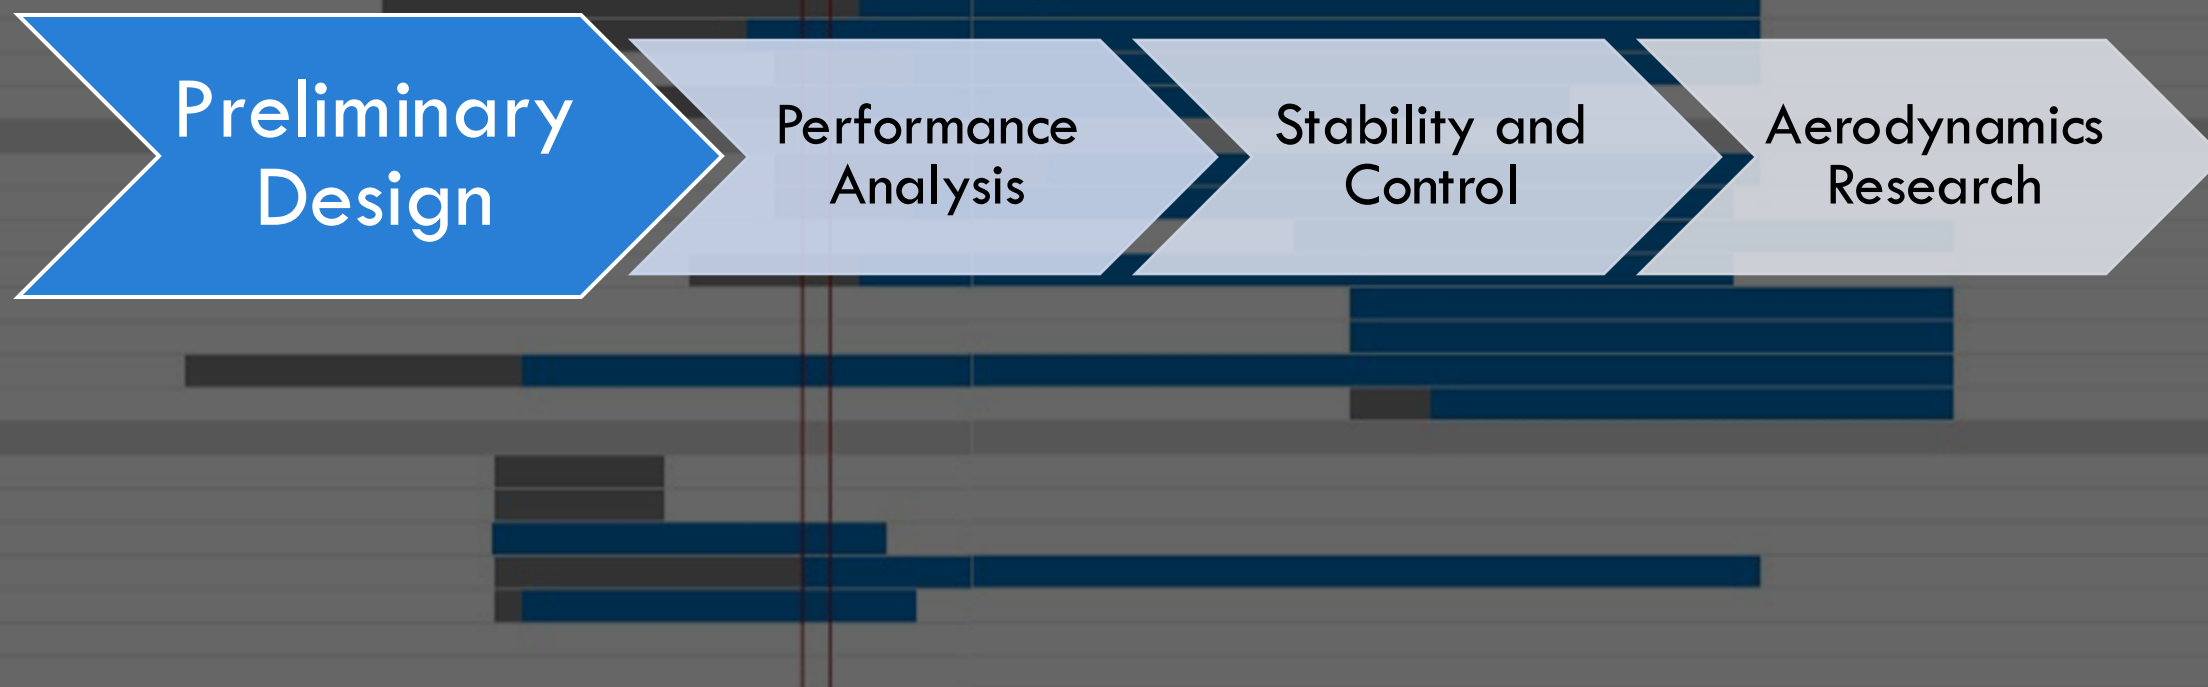 Preliminary
Design
Performance
Analysis
Stability and
Control
Aerodynamics
Research